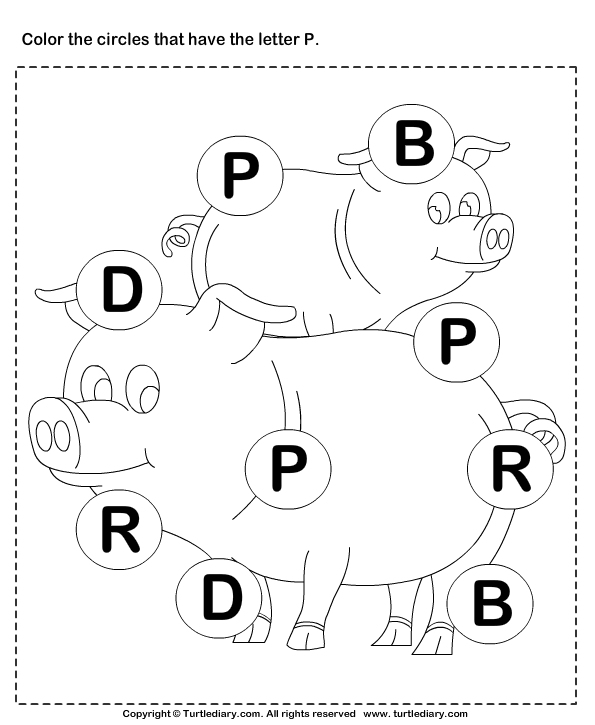 Color the circles that have the letter P.
B
P
D
P
P
R
R
D
B
Copyright © Turtlediary.com. All rights reserved   www.turtlediary.com